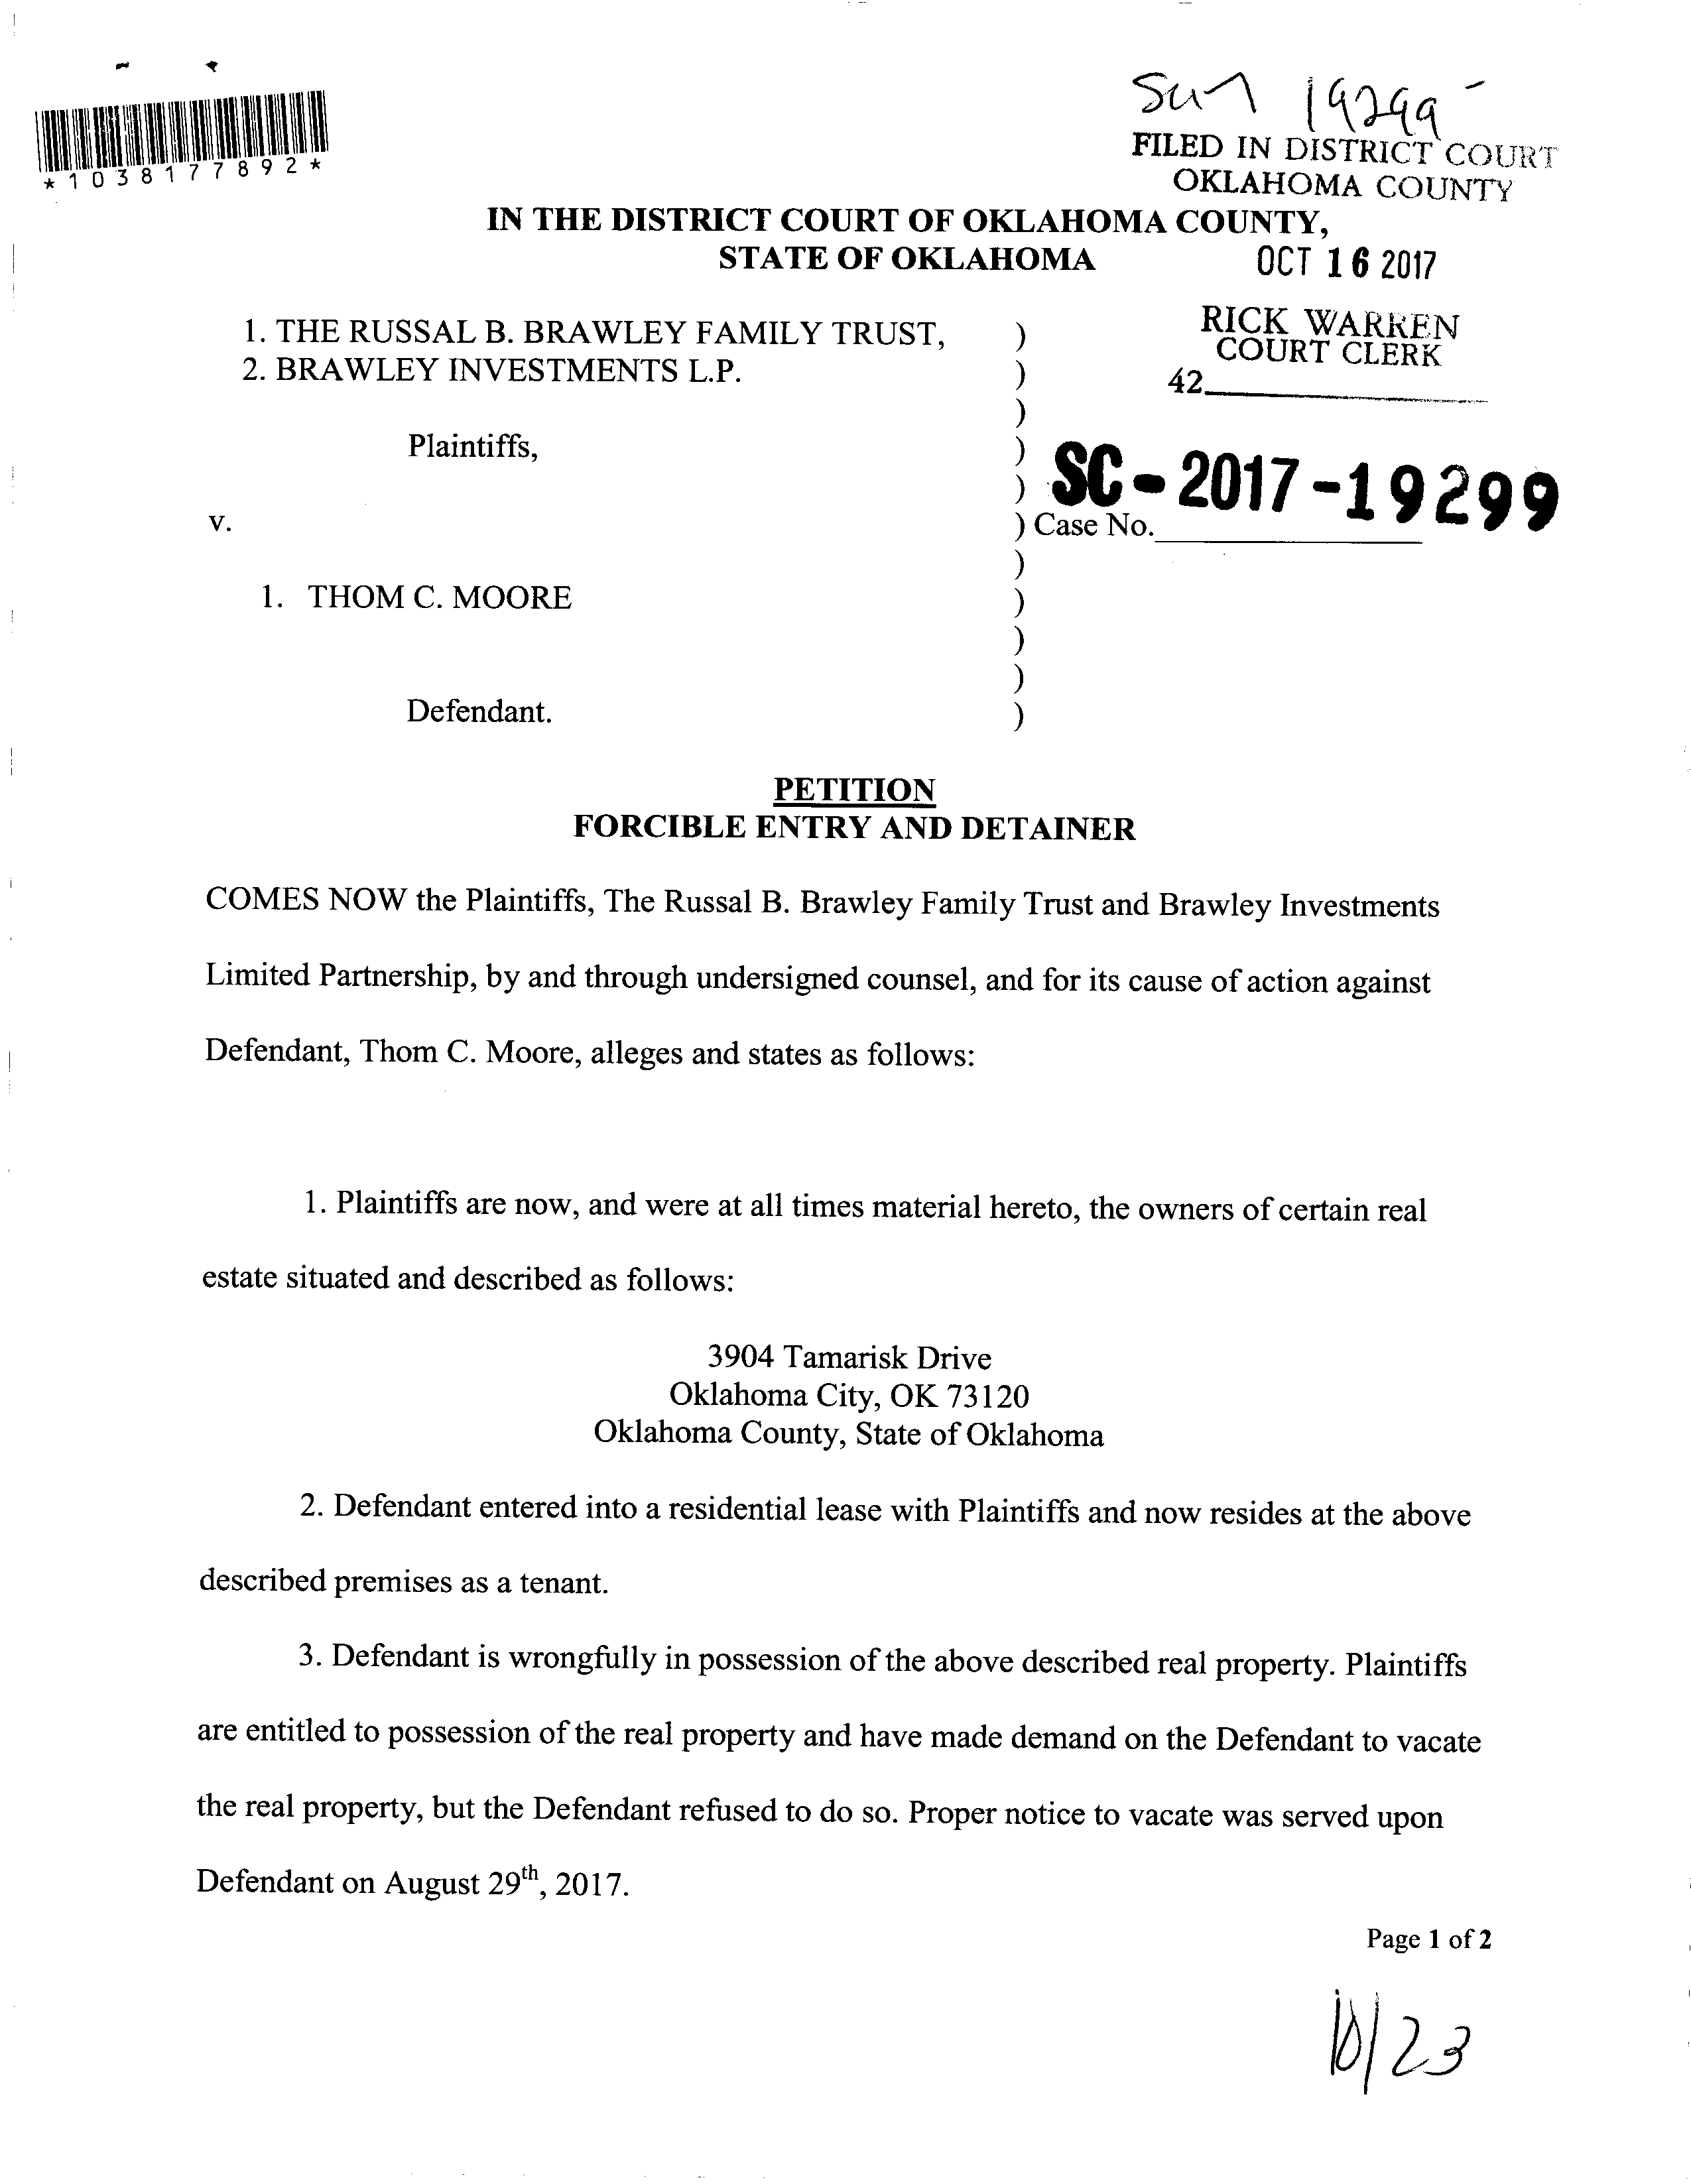 *1038177892*
19299
FILED IN DISTRICT COURT
OKLAHOMA COUNTY
IN THE DISTRICT COURT OF OKLAHOMA COUNTY,
STATE OF OKLAHOMA
OCT 16 2017
RICK WARREN
COURT CLERK
42
1. THE RUSSAL B. BRAWLEY FAMILY TRUST, )
2. BRAWLEY INVESTMENTS L.P. )
)
Plaintiffs, )
) SC-2017-19299
v. ) Case No.
)
1. THOM C. MOORE )
)
)
Defendant. )
PETITION
FORCIBLE ENTRY AND DETAINER
COMES NOW the Plaintiffs, The Russal B. Brawley Family Trust and Brawley Investments
Limited Partnership, by and through undersigned counsel, and for its cause of action against
Defendant, Thom C. Moore, alleges and states as follows:
1. Plaintiffs are now, and were at all times material hereto, the owners of certain real
estate situated and described as follows:
3904 Tamarisk Drive
Oklahoma City, OK 73120
Oklahoma County, State of Oklahoma
2. Defendant entered into a residential lease with Plaintiffs and now resides at the above
described premises as a tenant.
3. Defendant is wrongfully in possession of the above described real property. Plaintiffs
are entitled to possession of the real property and have made demand on the Defendant to vacate
the real property, but the Defendant refused to do so. Proper notice to vacate was served upon
Defendant on August 29th, 2017.
Page 1 of 2
10/23